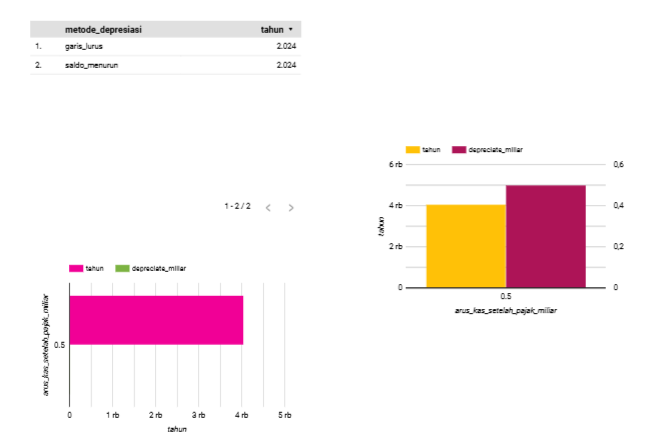 metode_depresiasi tahun
1. garis_lurus 2.024
2. saldo_menurun 2.024
1 - 2 / 2
tahun depreciate_miliar
arus_kas_setelah_pajak_miliar
0.5
0 1 rb 2 rb 3 rb 4 rb 5 rb
tahun
tahun depreciate_miliar
6 rb 0,6
4 rb 0,4
2 rb 0,2
0 0
tahun
0.5
arus_kas_setelah_pajak_miliar